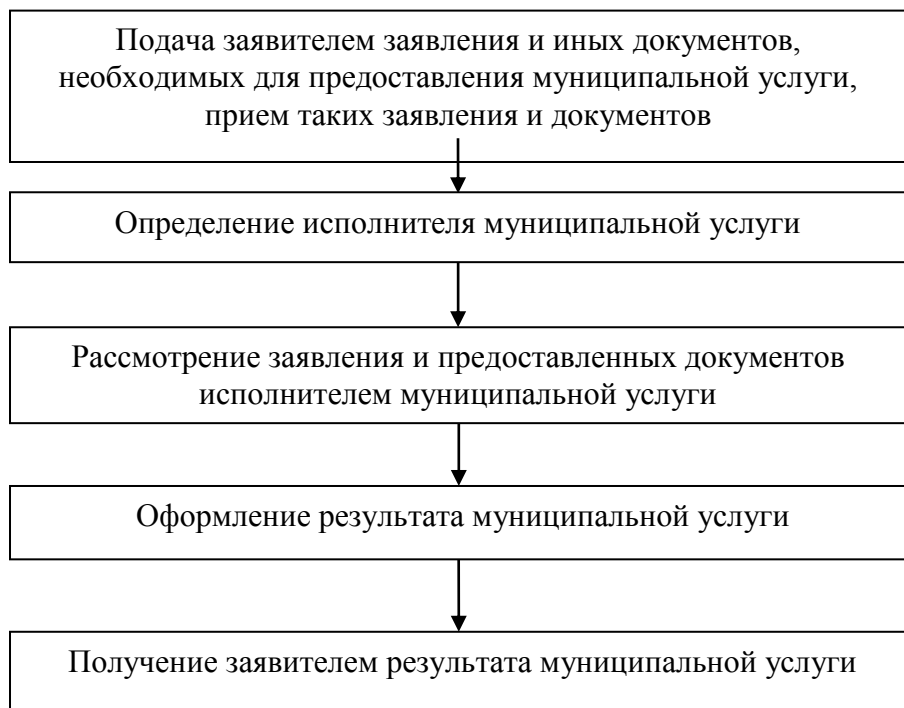 Подача заявителем заявления и иных документов,
необходимых для предоставления муниципальной услуги,
прием таких заявления и документов
Определение исполнителя муниципальной услуги
Рассмотрение заявления и предоставленных документов
исполнителем муниципальной услуги
Оформление результата муниципальной услуги
Получение заявителем результата муниципальной услуги